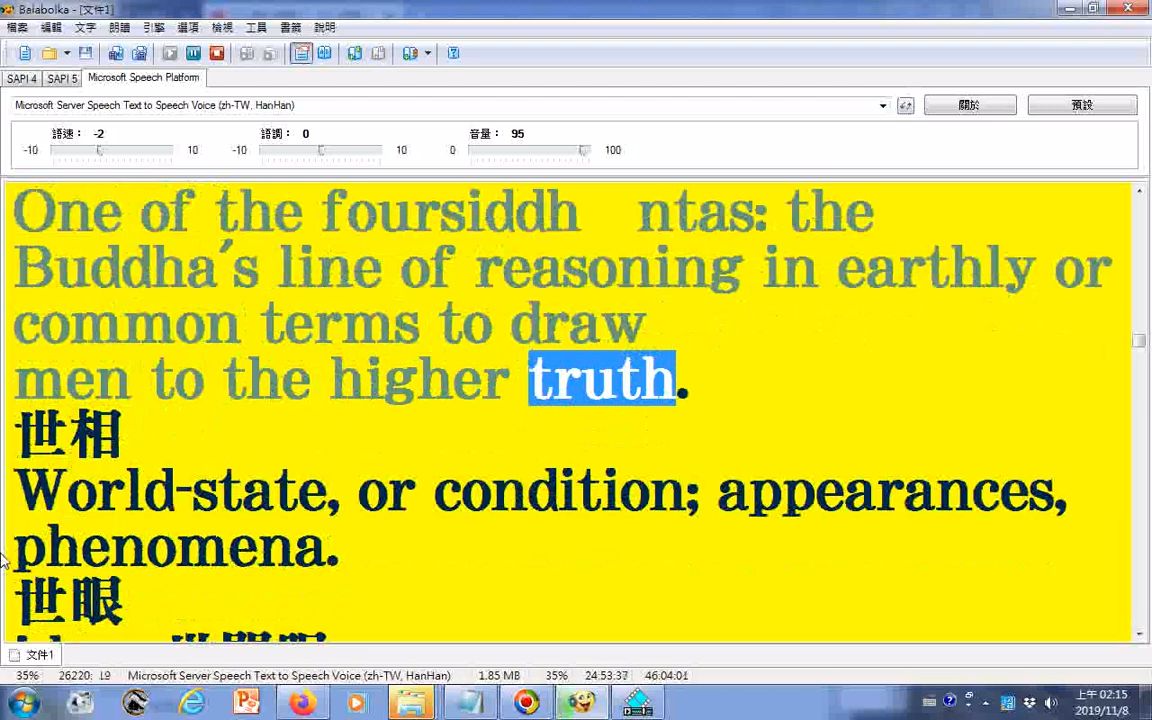 Balabolka - [文件1]
檔案 編輯 文字 朗讀 引擎 選項 檢視 工具 書籤 說明
SAPI 4 SAPI 5 Microsoft Speech Platform
Microsoft Server Speech Text to Speech Voice (zh-TW, HanHan) 關於 預設
語速： -2 語調： 0 音量： 95
-10 10 -10 10 0 100
One of the foursiddh ntas: the
Buddha's line of reasoning in earthly or
common terms to draw
men to the higher truth.
世相
World-state, or condition; appearances,
phenomena.
世眼
文件1
35% 26220: 19 Microsoft Server Speech Text to Speech Voice (zh-TW, HanHan) 1.85 MB 35% 24:53:37 46:04:01
上午 02:15
2019/11/8